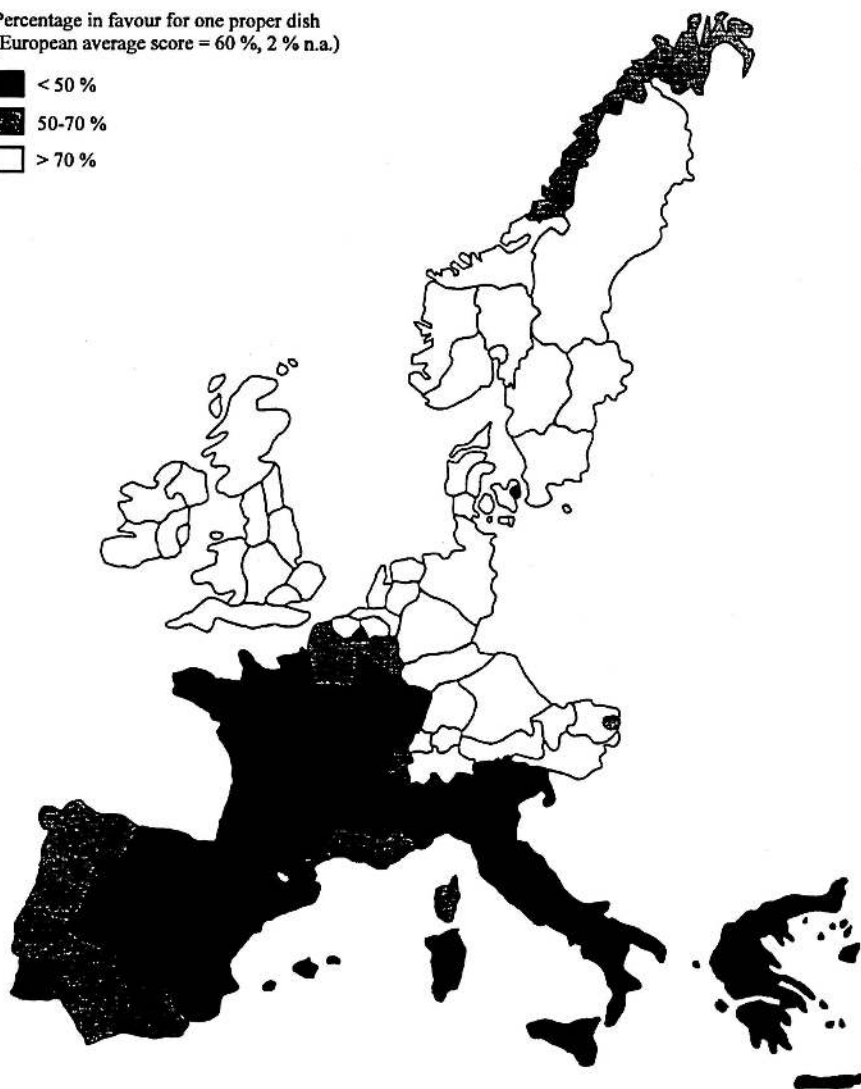 Percentage in favour for one proper dish
(European average score = 60 %, 2 % n.a.)
< 50 %
50-70 %
> 70 %